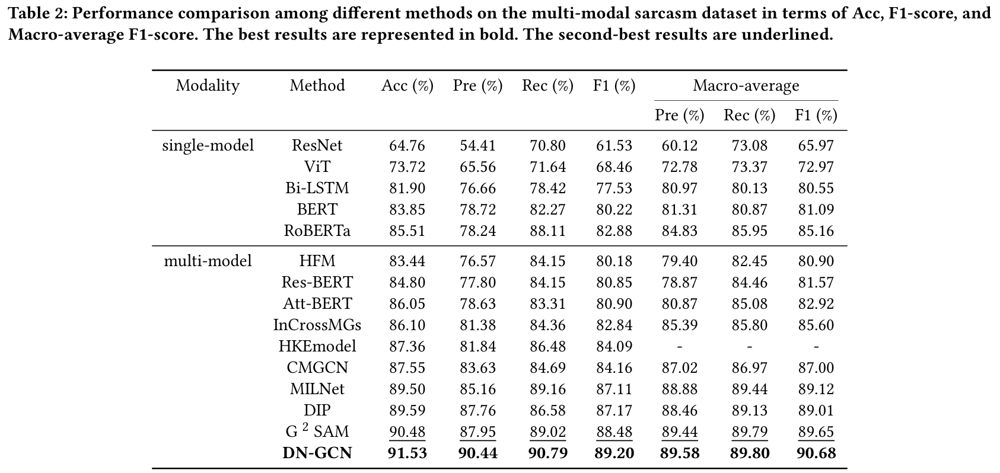 Table 2: Performance comparison among different methods on the multi-modal sarcasm dataset in terms of Acc, F1-score, and
Macro-average F1-score. The best results are represented in bold. The second-best results are underlined.
Modality Method Acc (%) Pre (%) Rec (%) F1 (%) Macro-average
Pre (%) Rec (%) F1 (%)
single-model ResNet 64.76 54.41 70.80 61.53 60.12 73.08 65.97
ViT 73.72 65.56 71.64 68.46 72.78 73.37 72.97
Bi-LSTM 81.90 76.66 78.42 77.53 80.97 80.13 80.55
BERT 83.85 78.72 82.27 80.22 81.31 80.87 81.09
RoBERTa 85.51 78.24 88.11 82.88 84.83 85.95 85.16
multi-model HFM 83.44 76.57 84.15 80.18 79.40 82.45 80.90
Res-BERT 84.80 77.80 84.15 80.85 78.87 84.46 81.57
Att-BERT 86.05 78.63 83.31 80.90 80.87 85.08 82.92
InCrossMGs 86.10 81.38 84.36 82.84 85.39 85.80 85.60
HKEmodel 87.36 81.84 86.48 84.09 - - -
CMGCN 87.55 83.63 84.69 84.16 87.02 86.97 87.00
MILNet 89.50 85.16 89.16 87.11 88.88 89.44 89.12
DIP 89.59 87.76 86.58 87.17 88.46 89.13 89.01
G ² SAM 90.48 87.95 89.02 88.48 89.44 89.79 89.65
DN-GCN 91.53 90.44 90.79 89.20 89.58 89.80 90.68